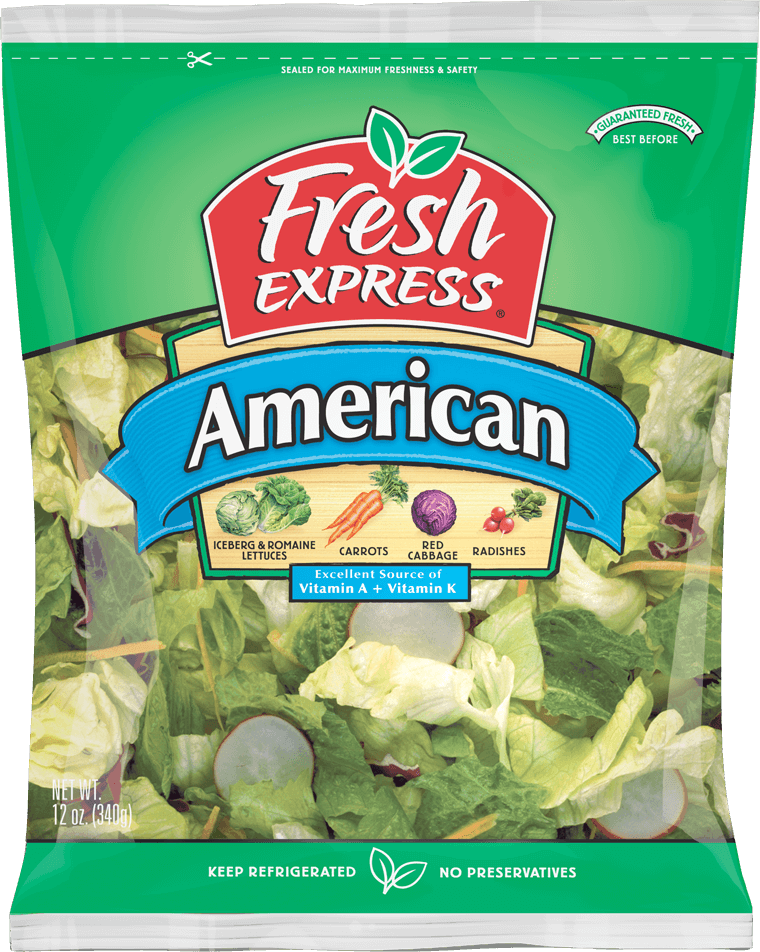 SEALED FOR MAXIMUM FRESHNESS & SAFETY
GUARANTEED FRESH
BEST BEFORE
Fresh
EXPRESS®
American
ICEBERG & ROMAINE
LETTUCES
CARROTS
RED
CABBAGE
RADISHES
Excellent Source of
Vitamin A + Vitamin K
NET WT.
12 oz. (340g)
KEEP REFRIGERATED
NO PRESERVATIVES